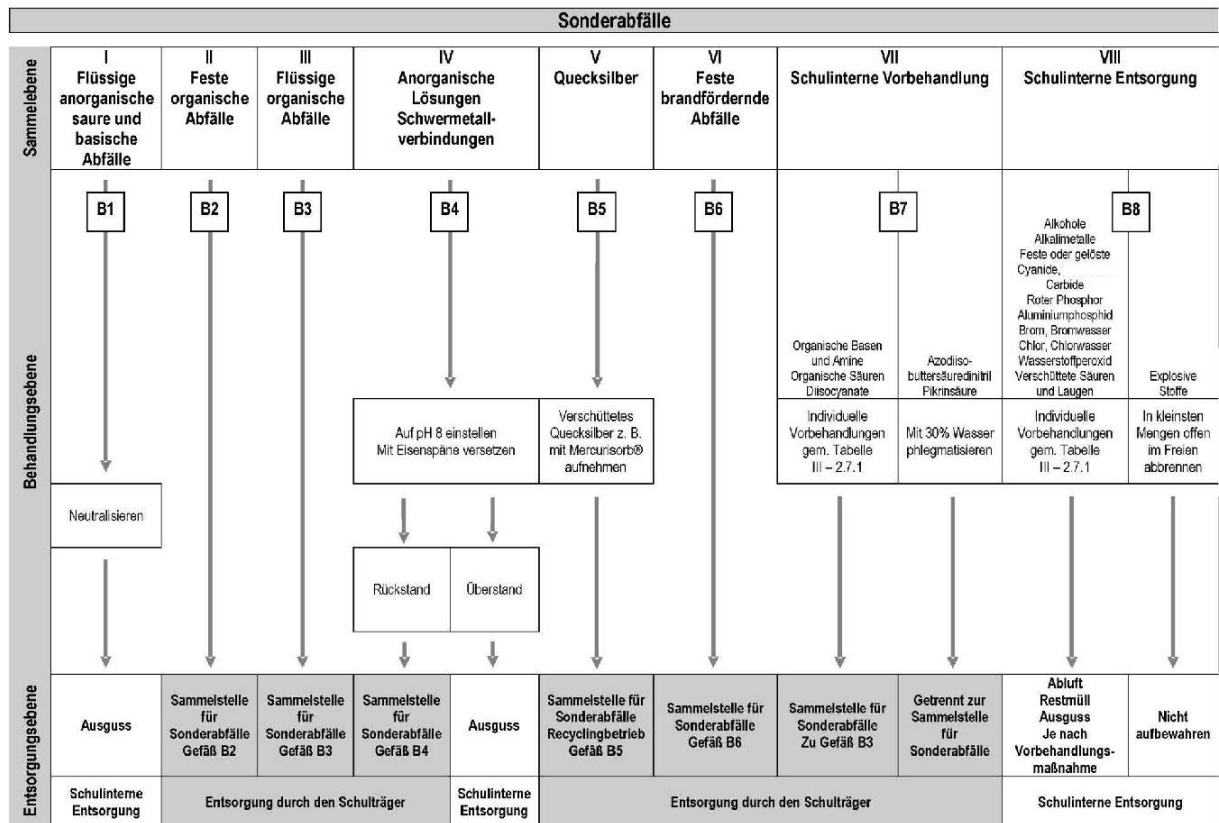 Sonderabfälle
Sammelebene
I
Flüssige
anorganische
saure und
basische
Abfälle
II
Feste
organische
Abfälle
III
Flüssige
organische
Abfälle
IV
Anorganische
Lösungen
Schwermetall-
verbindungen
V
Quecksilber
VI
Feste
brandfördernde
Abfälle
VII
Schulinterne Vorbehandlung
VIII
Schulinterne Entsorgung
Behandlungsebene
B1
B2
B3
B4
B5
B6
B7
B8
Neutralisieren
Auf pH 8 einstellen
Mit Eisenspäne versetzen
Rückstand
Überstand
Verschüttetes
Quecksilber z. B.
mit Mercurisorb®
aufnehmen
Organische Basen
und Amine
Organische Säuren
Diisocyanate
Individuelle
Vorbehandlungen
gem. Tabelle
III – 2.7.1
Azodiiso-
buttersäuredinitril
Pikrinsäure
Mit 30% Wasser
phlegmatisieren
Alkohole
Alkalimetalle
Feste oder gelöste
Cyanide,
Carbide
Roter Phosphor
Aluminiumphosphid
Brom, Bromwasser
Chlor, Chlorwasser
Wasserstoffperoxid
Verschüttete Säuren
und Laugen
Individuelle
Vorbehandlungen
gem. Tabelle
III – 2.7.1
Explosive
Stoffe
In kleinsten
Mengen offen
im Freien
abbrennen
Entsorgungsebene
Ausguss
Sammelstelle
für
Sonderabfälle
Gefäß B2
Sammelstelle
für
Sonderabfälle
Gefäß B3
Sammelstelle
für
Sonderabfälle
Gefäß B4
Ausguss
Sammelstelle für
Sonderabfälle
Recyclingbetrieb
Gefäß B5
Sammelstelle für
Sonderabfälle
Gefäß B6
Sammelstelle für
Sonderabfälle
Zu Gefäß B3
Getrennt zur
Sammelstelle
für
Sonderabfälle
Abluft
Restmüll
Ausguss
Je nach
Vorbehandlungs-
maßnahme
Nicht
aufbewahren
Schulinterne
Entsorgung
Entsorgung durch den Schulträger
Schulinterne
Entsorgung
Entsorgung durch den Schulträger
Schulinterne Entsorgung